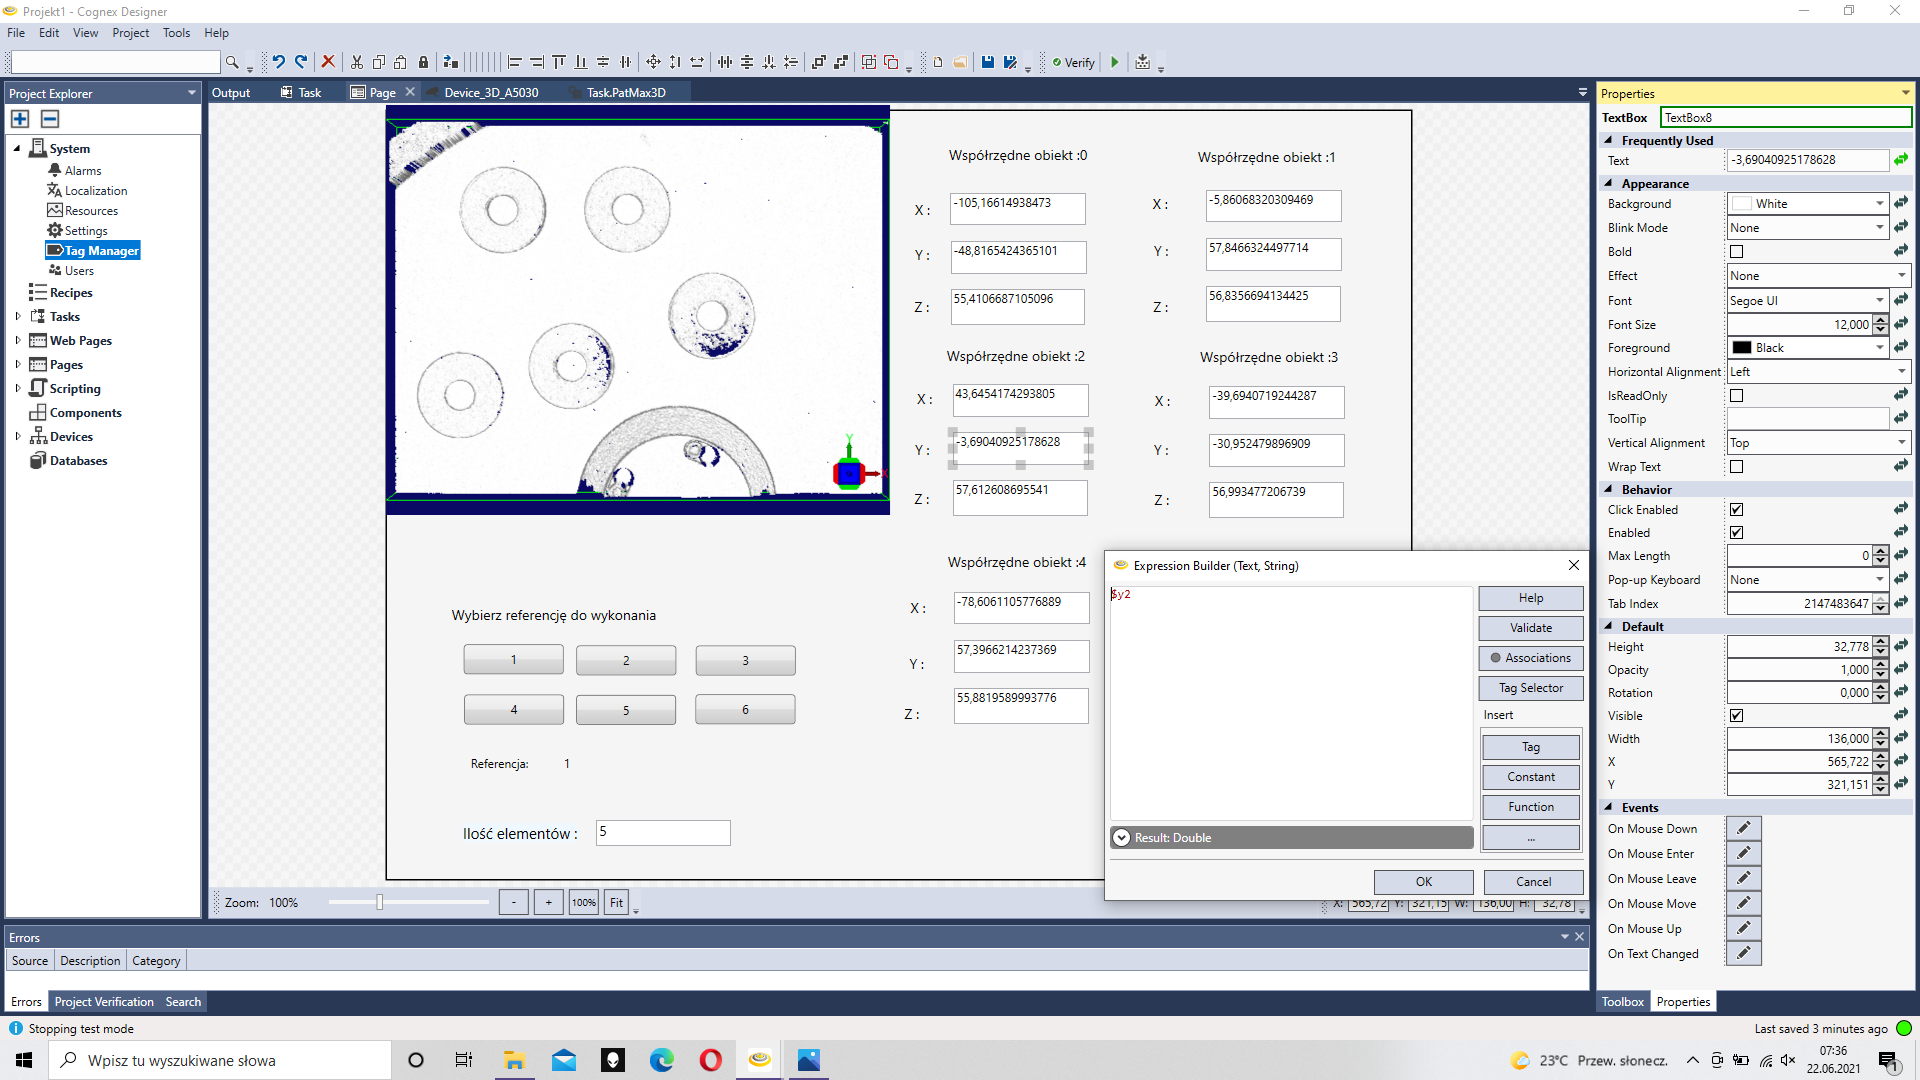 Projekt1 - Cognex Designer
File Edit View Project Tools Help
Verify
Project Explorer
System
Alarms
Localization
Resources
Settings
Tag Manager
Users
Recipes
Tasks
Web Pages
Pages
Scripting
Components
Devices
Databases
Output Task Page Device_3D_A5030 Task.PatMax3D
Y
X
Współrzędne obiekt :0
X : -105,16614938473
Y : -48,8165424365101
Z : 55,4106687105096
Współrzędne obiekt :1
X : -5,86068320309469
Y : 57,8466324497714
Z : 56,8356694134425
Współrzędne obiekt :2
X : 43,6454174293805
Y : -3,69040925178628
Z : 57,612608695541
Współrzędne obiekt :3
X : -39,6940719244287
Y : -30,952479896909
Z : 56,993477206739
Współrzędne obiekt :4
X : -78,6061105776889
Y : 57,3966214237369
Z : 55,8819589993776
Wybierz referencję do wykonania
1 2 3
4 5 6
Referencja: 1
Ilość elementów : 5
Expression Builder (Text, String)
$y2
Help
Validate
Associations
Tag Selector
Insert
Tag
Constant
Function
...
Result: Double
OK Cancel
Zoom: 100% - + 100% Fit
X: 565,72 Y: 321,15 W: 136,00 H: 32,78
Properties
TextBox TextBox8
Frequently Used
Text -3,69040925178628
Appearance
Background White
Blink Mode None
Bold
Effect None
Font Segoe UI
Font Size 12,000
Foreground Black
Horizontal Alignment Left
IsReadOnly
ToolTip
Vertical Alignment Top
Wrap Text
Behavior
Click Enabled
Enabled
Max Length 0
Pop-up Keyboard None
Tab Index 2147483647
Default
Height 32,778
Opacity 1,000
Rotation 0,000
Visible
Width 136,000
X 565,722
Y 321,151
Events
On Mouse Down
On Mouse Enter
On Mouse Leave
On Mouse Move
On Mouse Up
On Text Changed
Toolbox Properties
Errors
Source Description Category
Errors Project Verification Search
Stopping test mode
Last saved 3 minutes ago
Wpisz tu wyszukiwane słowa
23°C Przew. słonecz.
07:36
22.06.2021
1